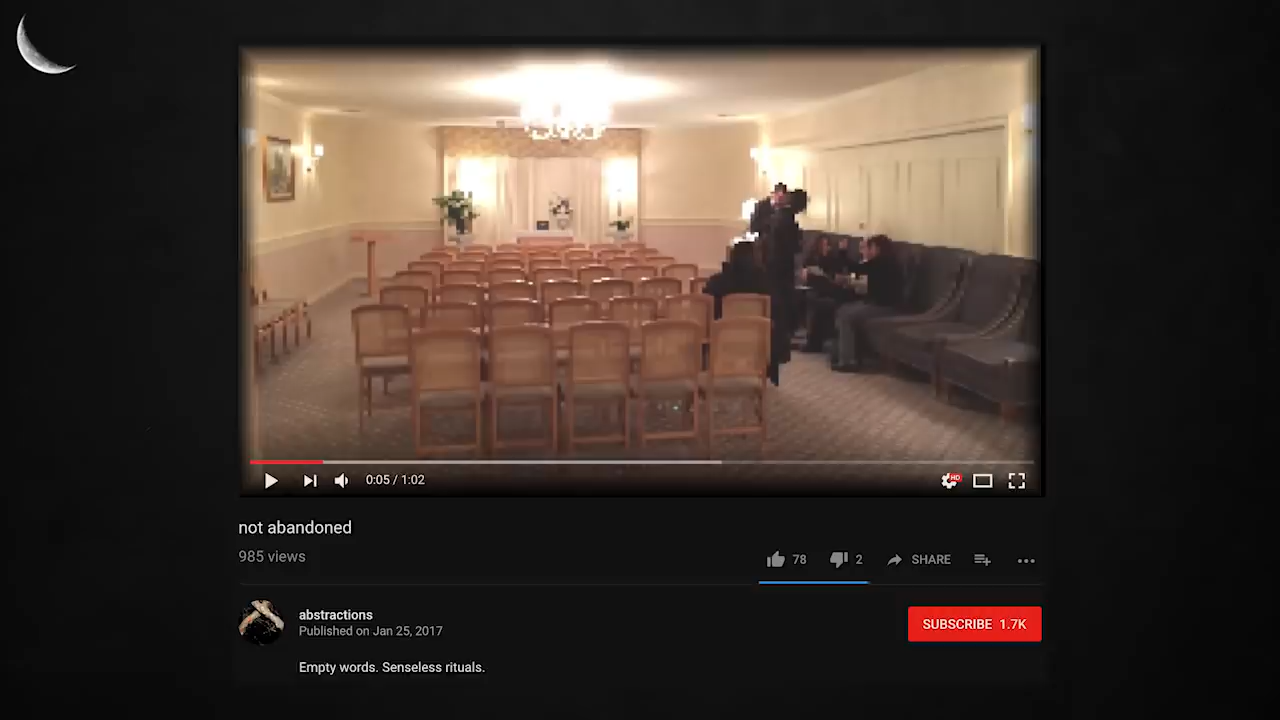 HD
0:05 / 1:02
not abandoned
985 views
78
2
SHARE
abstractions
Published on Jan 25, 2017
SUBSCRIBE 1.7K
Empty words. Senseless rituals.